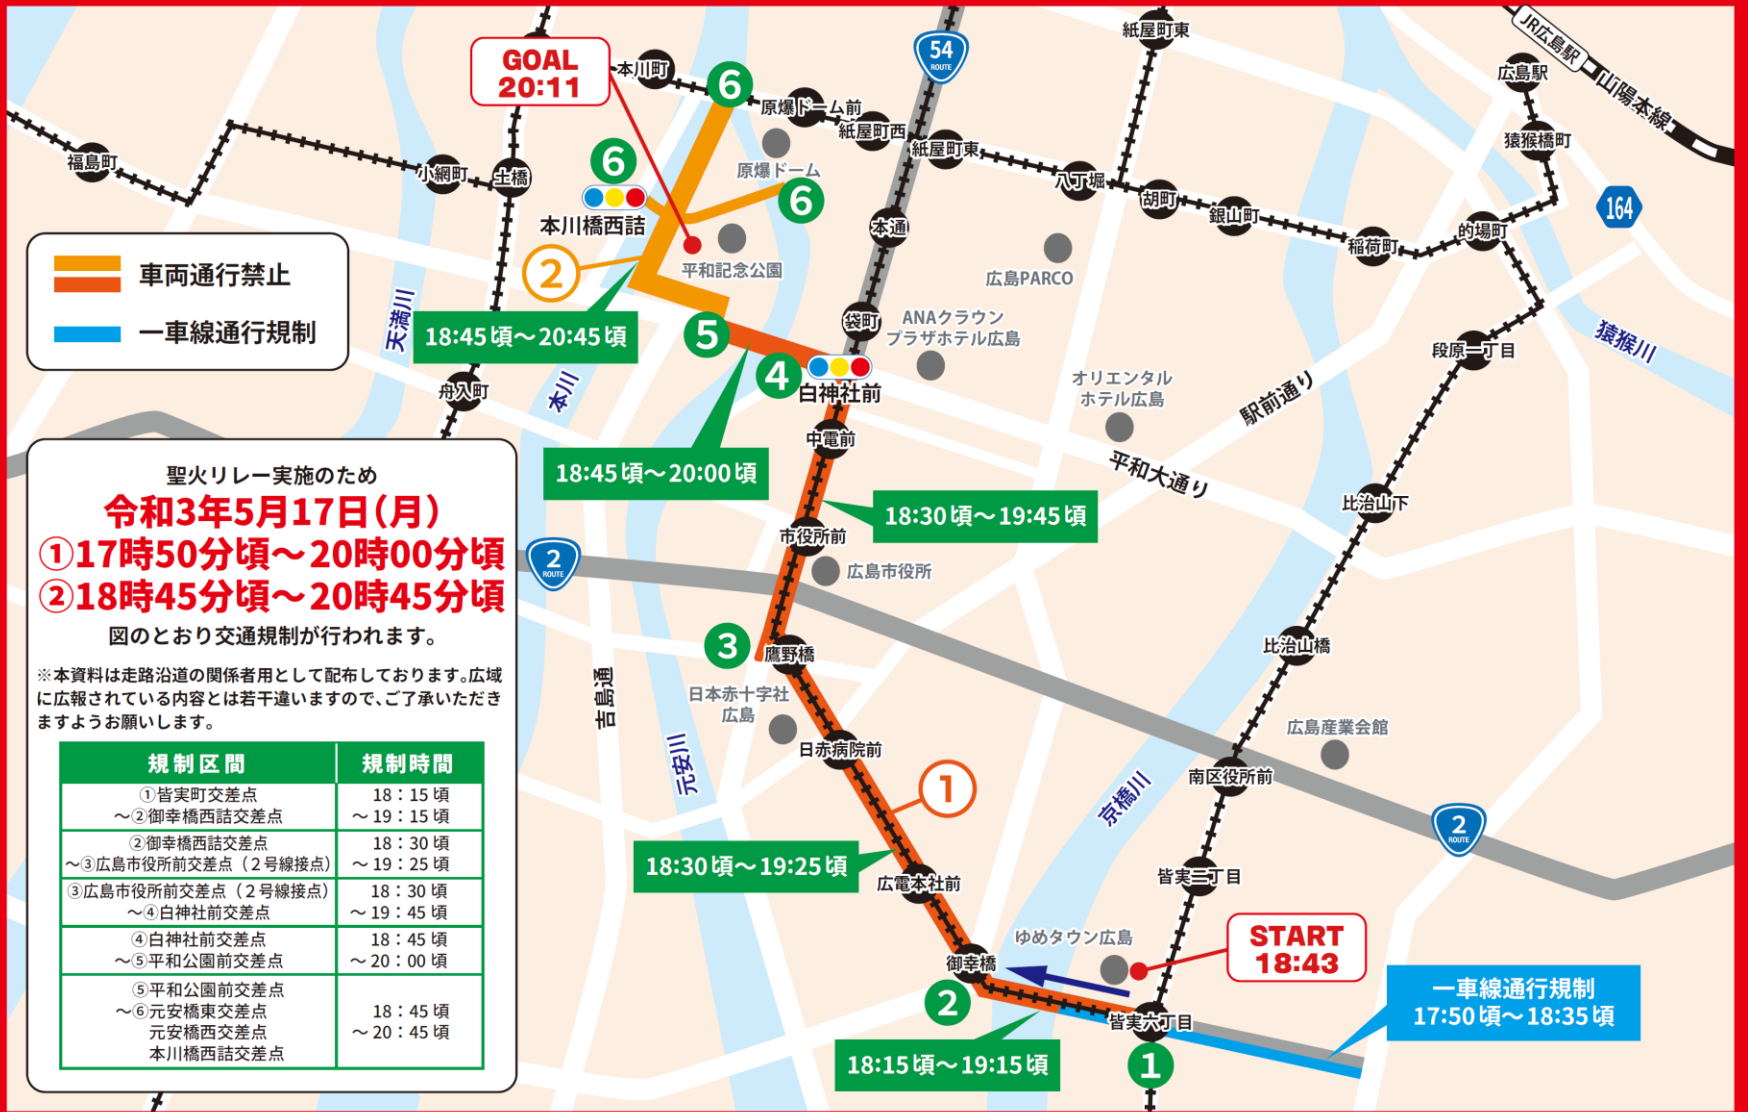 GOAL
20:11
本川町
6
原爆ドーム前
紙屋町西
54
ROUTE
紙屋町東
紙屋町東
JR広島駅
山陽本線
広島駅
猿猴橋町
164
福島町
小網町
土橋
6
本川橋西詰
原爆ドーム
6
八丁堀
胡町
銀山町
稲荷町
的場町
本通
②
平和記念公園
広島PARCO
車両通行禁止
一車線通行規制
天満川
18:45頃～20:45頃
5
袋町
ANAクラウン
プラザホテル広島
段原一丁目
猿猴川
舟入町
本川
4
白神社前
オリエンタル
ホテル広島
駅前通り
中電前
18:45頃～20:00頃
平和大通り
18:30頃～19:45頃
比治山下
市役所前
広島市役所
2
ROUTE
聖火リレー実施のため
令和3年5月17日(月)
①17時50分頃～20時00分頃
②18時45分頃～20時45分頃
図のとおり交通規制が行われます。
※本資料は走路沿道の関係者用として配布しております。広域
に広報されている内容とは若干違いますので、ご了承いただき
ますようお願いします。
規制区間 規制時間
①皆実町交差点 18：15頃
～②御幸橋西詰交差点 ～19：15頃
②御幸橋西詰交差点 18：30頃
～③広島市役所前交差点（２号線接点） ～19：25頃
③広島市役所前交差点（２号線接点） 18：30頃
～④白神社前交差点 ～19：45頃
④白神社前交差点 18：45頃
～⑤平和公園前交差点 ～20：00頃
⑤平和公園前交差点
～⑥元安橋東交差点 18：45頃
元安橋西交差点 ～20：45頃
本川橋西詰交差点
3
鷹野橋
比治山橋
吉島通
日本赤十字社
広島
元安川
日赤病院前
広島産業会館
①
京橋川
南区役所前
2
ROUTE
18:30頃～19:25頃
広電本社前
皆実二丁目
ゆめタウン広島
START
18:43
御幸橋
2
皆実六丁目
一車線通行規制
17:50頃～18:35頃
18:15頃～19:15頃
1